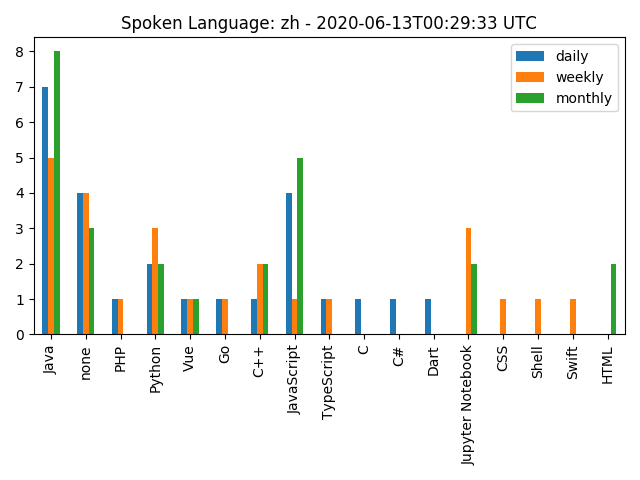 Spoken Language: zh - 2020-06-13T00:29:33 UTC
daily
weekly
monthly
8
7
6
5
4
3
2
1
0
Java
none
PHP
Python
Vue
Go
C++
JavaScript
TypeScript
C
C#
Dart
Jupyter Notebook
CSS
Shell
Swift
HTML